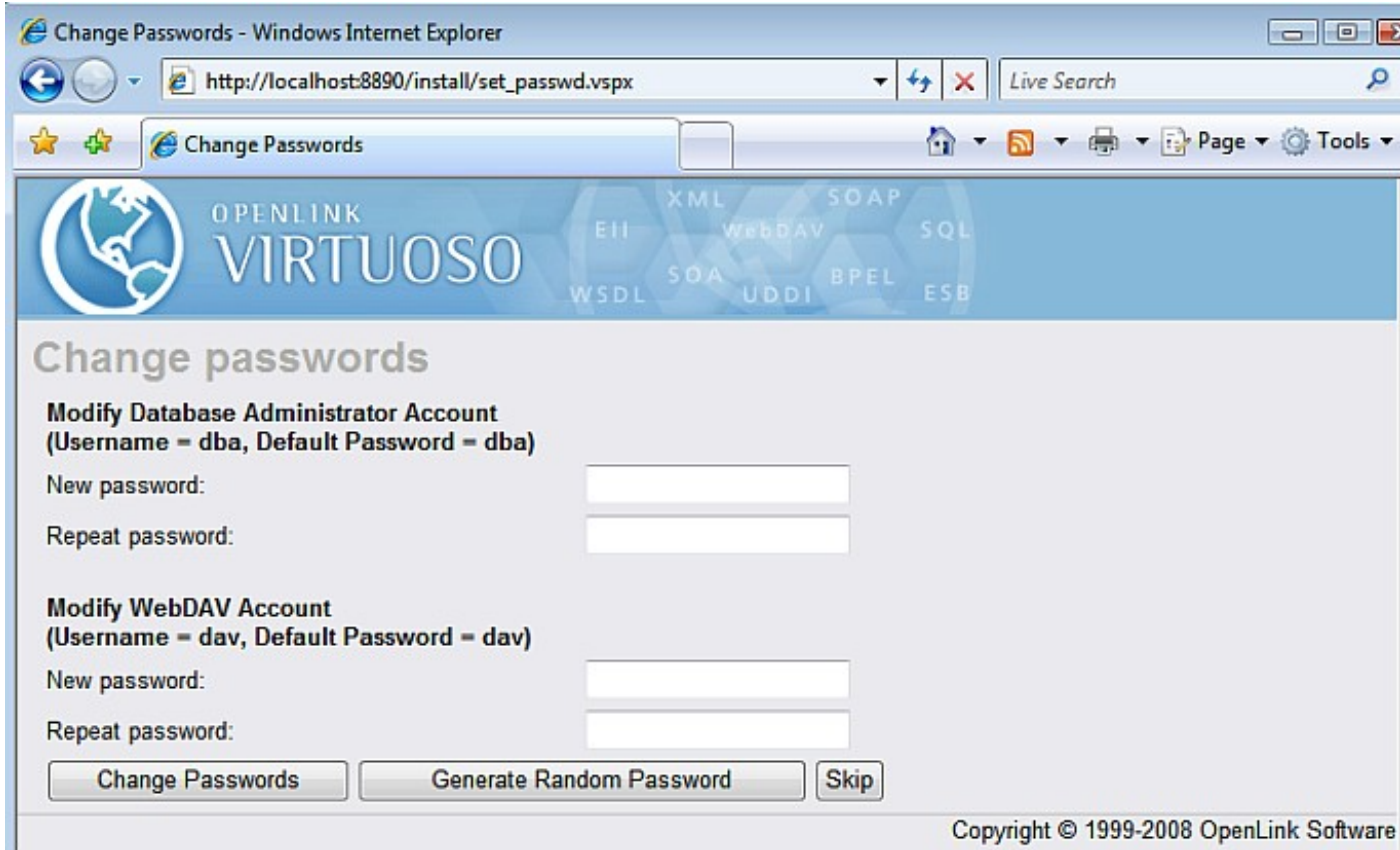 Change Passwords - Windows Internet Explorer
http://localhost:8890/install/set_passwd.vspx
Live Search
Change Passwords
Page
Tools
OPENLINK
VIRTUOSO
XML SOAP
EII WebDAV SQL
SOA BPEL
WSDL UDDI ESB
Change passwords
Modify Database Administrator Account
(Username = dba, Default Password = dba)
New password:
Repeat password:
Modify WebDAV Account
(Username = dav, Default Password = dav)
New password:
Repeat password:
Change Passwords Generate Random Password Skip
Copyright © 1999-2008 OpenLink Software